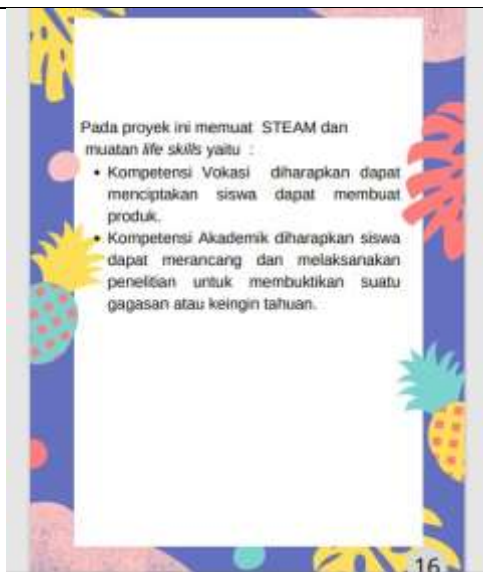 Pada proyek ini memuat STEAM dan
muatan life skills yaitu :
• Kompetensi Vokasi diharapkan dapat
menciptakan siswa dapat membuat
produk.
• Kompetensi Akademik diharapkan siswa
dapat merancang dan melaksanakan
penelitian untuk membuktikan suatu
gagasan atau keingin tahuan.
16